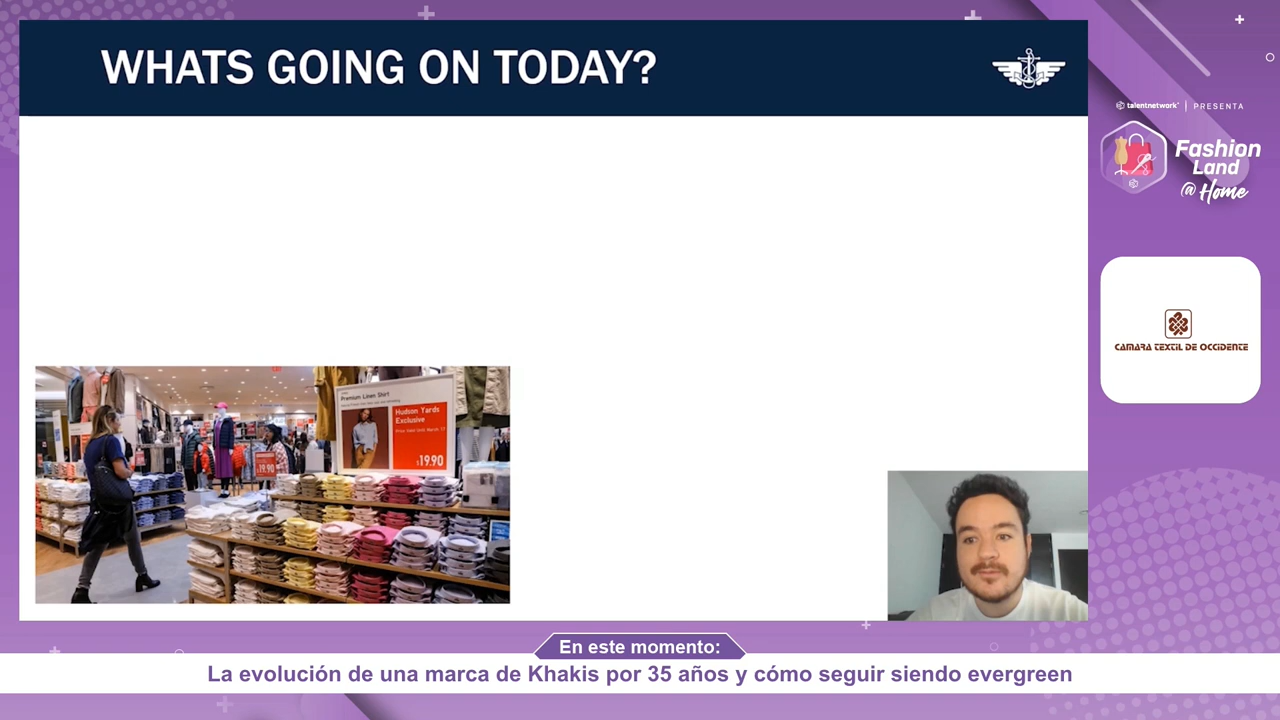 WHATS GOING ON TODAY?
talentnetwork
PRESENTA
Fashion
Land
@ Home
CAMARA TEXTIL DE OCCIDENTE
Premium Linen Shirt
Hudson Yards
Exclusive
$19.90
19.90
En este momento:
La evolución de una marca de Khakis por 35 años y cómo seguir siendo evergreen